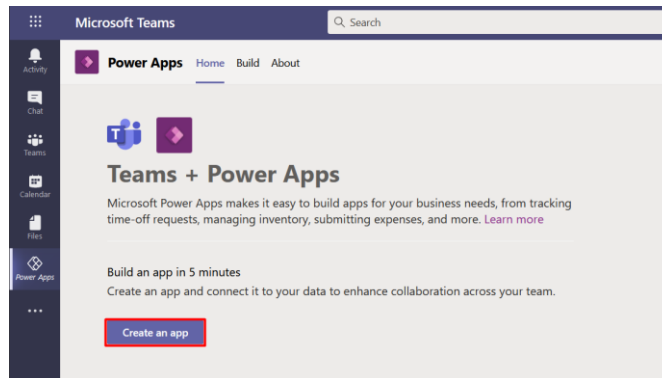 Microsoft Teams
Search
Activity
Chat
Teams
Calendar
Files
Power Apps
...
Power Apps Home Build About
T
Teams + Power Apps
Microsoft Power Apps makes it easy to build apps for your business needs, from tracking
time-off requests, managing inventory, submitting expenses, and more. Learn more
Build an app in 5 minutes
Create an app and connect it to your data to enhance collaboration across your team.
Create an app